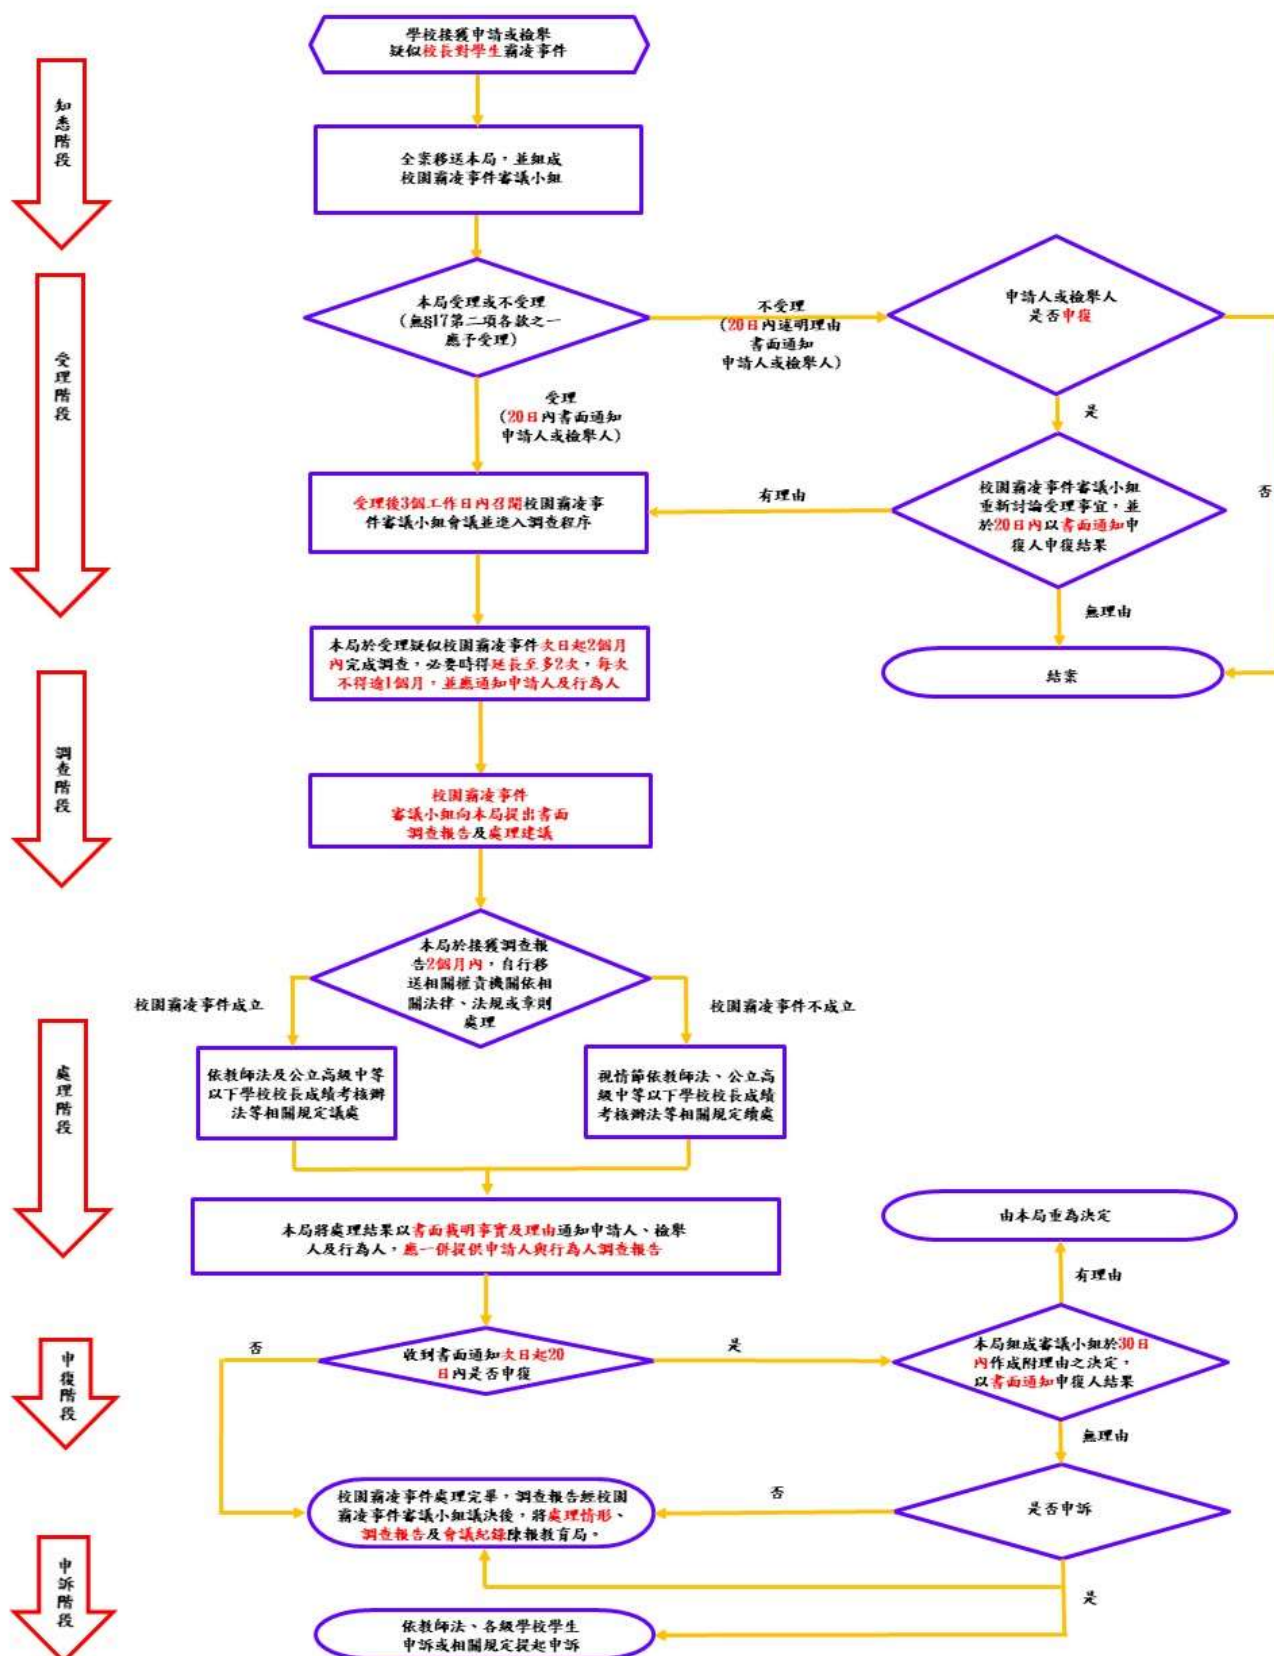 學校接獲申請或檢舉
疑似校長對學生霸凌事件
知悉階段
全案移送本局，並組成
校園霸凌事件審議小組
受理階段
本局受理或不受理
(無§17第二項各款之一
應予受理)
不受理
(20日內述明理由
書面通知
申請人或檢舉人)
申請人或檢舉人
是否申復
受理
(20日內書面通知
申請人或檢舉人)
是
否
受理後3個工作日內召開校園霸凌事
件審議小組會議並進入調查程序
有理由
校園霸凌事件審議小組
重新討論受理事宜，並
於20日內以書面通知申
復人申復結果
無理由
結案
調查階段
本局於受理疑似校園霸凌事件次日起2個月
內完成調查，必要時得延長至多2次，每次
不得逾1個月，並應通知申請人及行為人
校園霸凌事件
審議小組向本局提出書面
調查報告及處理建議
處理階段
本局於接獲調查報
告2個月內，自行移
送相關權責機關依相
關法律、法規或章則
處理
校園霸凌事件成立
校園霸凌事件不成立
依教師法及公立高級中等
以下學校校長成績考核辦
法等相關規定議處
視情節依教師法、公立高
級中等以下學校校長成績
考核辦法等相關規定續處
本局將處理結果以書面載明事實及理由通知申請人、檢舉
人及行為人，應一併提供申請人與行為人調查報告
由本局重為決定
有理由
申復階段
收到書面通知次日起20
日內是否申復
否
是
本局組成審議小組於30日
內作成附理由之決定，
以書面通知申復人結果
無理由
校園霸凌事件處理完畢，調查報告經校園
霸凌事件審議小組議決後，將處理情形、
調查報告及會議紀錄陳報教育局。
否
是否申訴
是
申訴階段
依教師法、各級學校學生
申訴或相關規定提起申訴